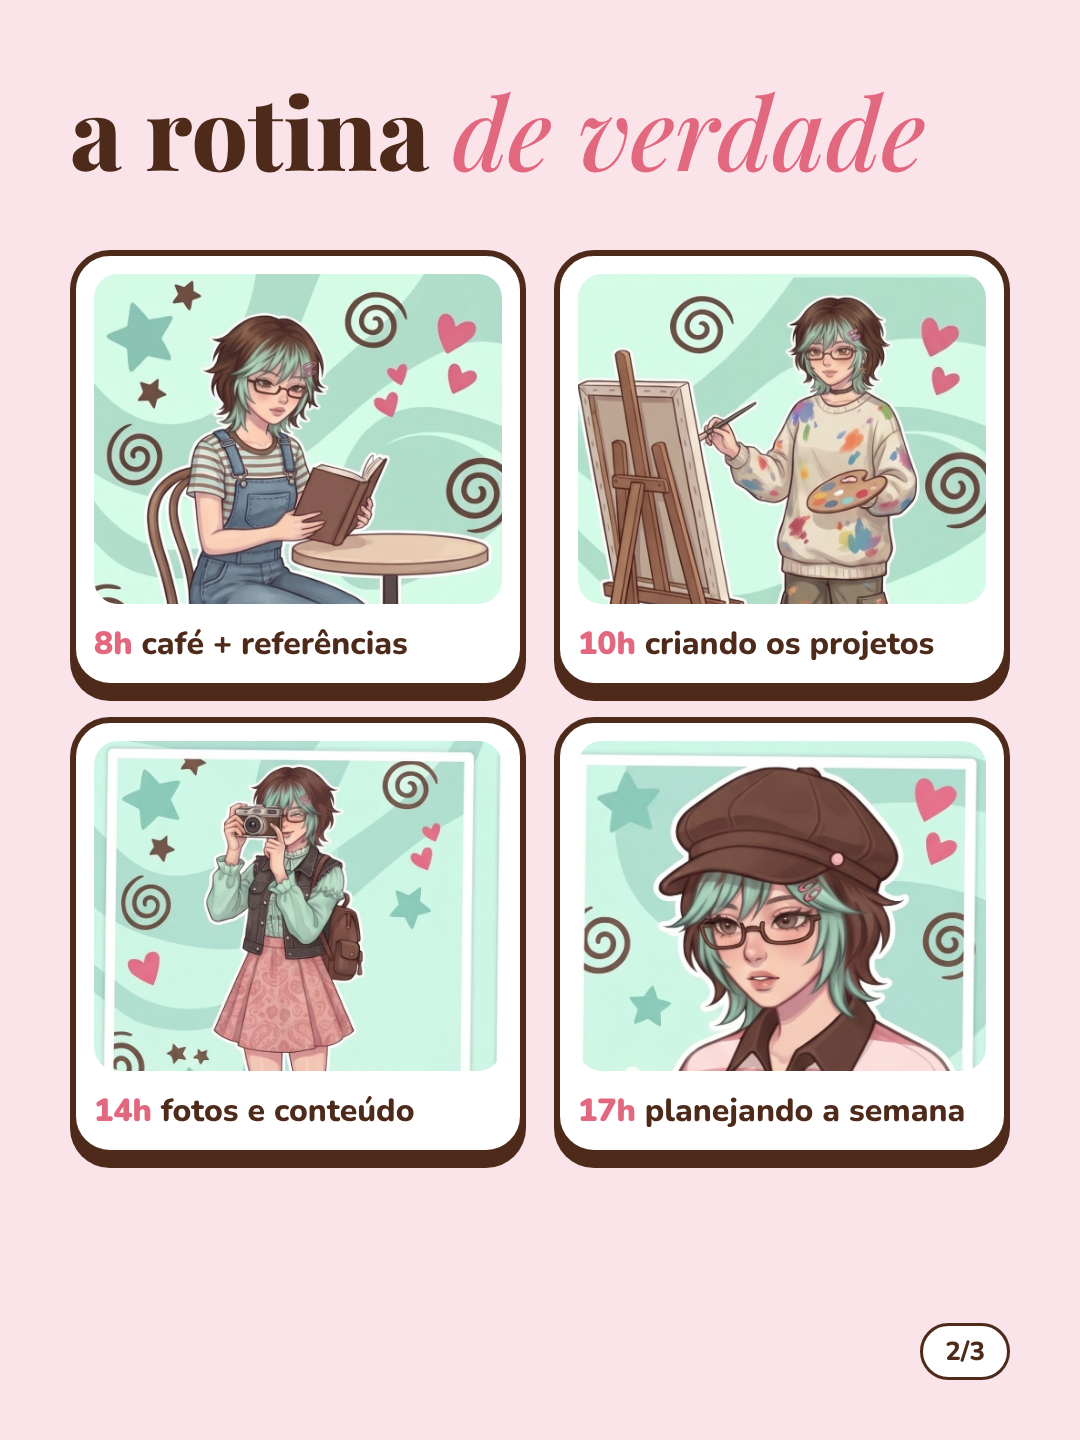 a rotina de verdade
8h café + referências
10h criando os projetos
14h fotos e conteúdo
17h planejando a semana
2/3